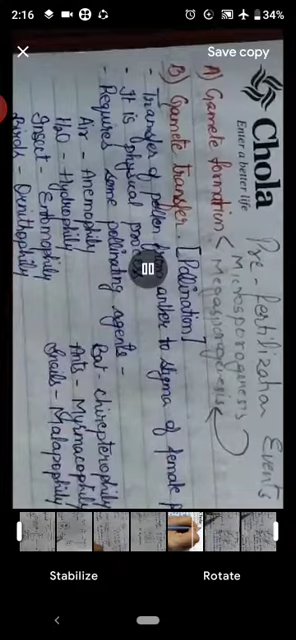 2:16
34%
Save copy
Chola
Enter a better life
Pre-fertilization Events
A) Gamete formation < Microsporogenesis
Megasporogenesis
B) Gamete transfer. [Pollination]
- Transfer of pollen from anther to stigma of female
- It is physical process
- Requires some pollinating agents -
Air - Anemophily
Bat - chiropterophily
H2O - Hydrophily
Ants - Myrmacophily
Insect - Entomophily
Snails - Malacophily
Birds - Ornithophily
Stabilize
Rotate